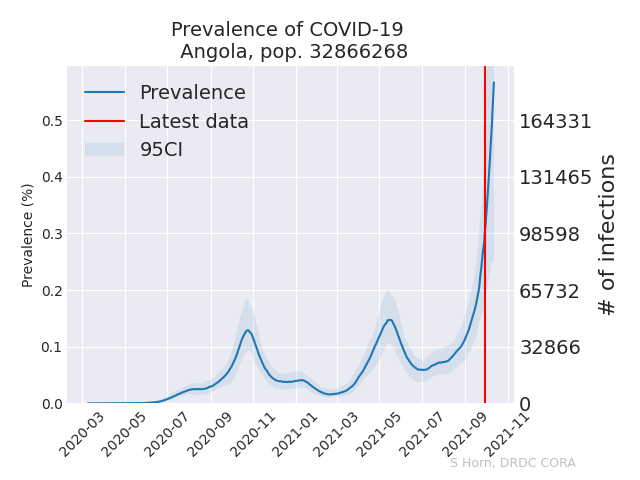 Prevalence of COVID-19
Angola, pop. 32866268
Prevalence
Latest data
95CI
Prevalence (%)
0.5
0.4
0.3
0.2
0.1
0.0
164331
131465
98598
65732
32866
0
# of infections
2020-03
2020-05
2020-07
2020-09
2020-11
2021-01
2021-03
2021-05
2021-07
2021-09
2021-11
S Horn, DRDC CORA